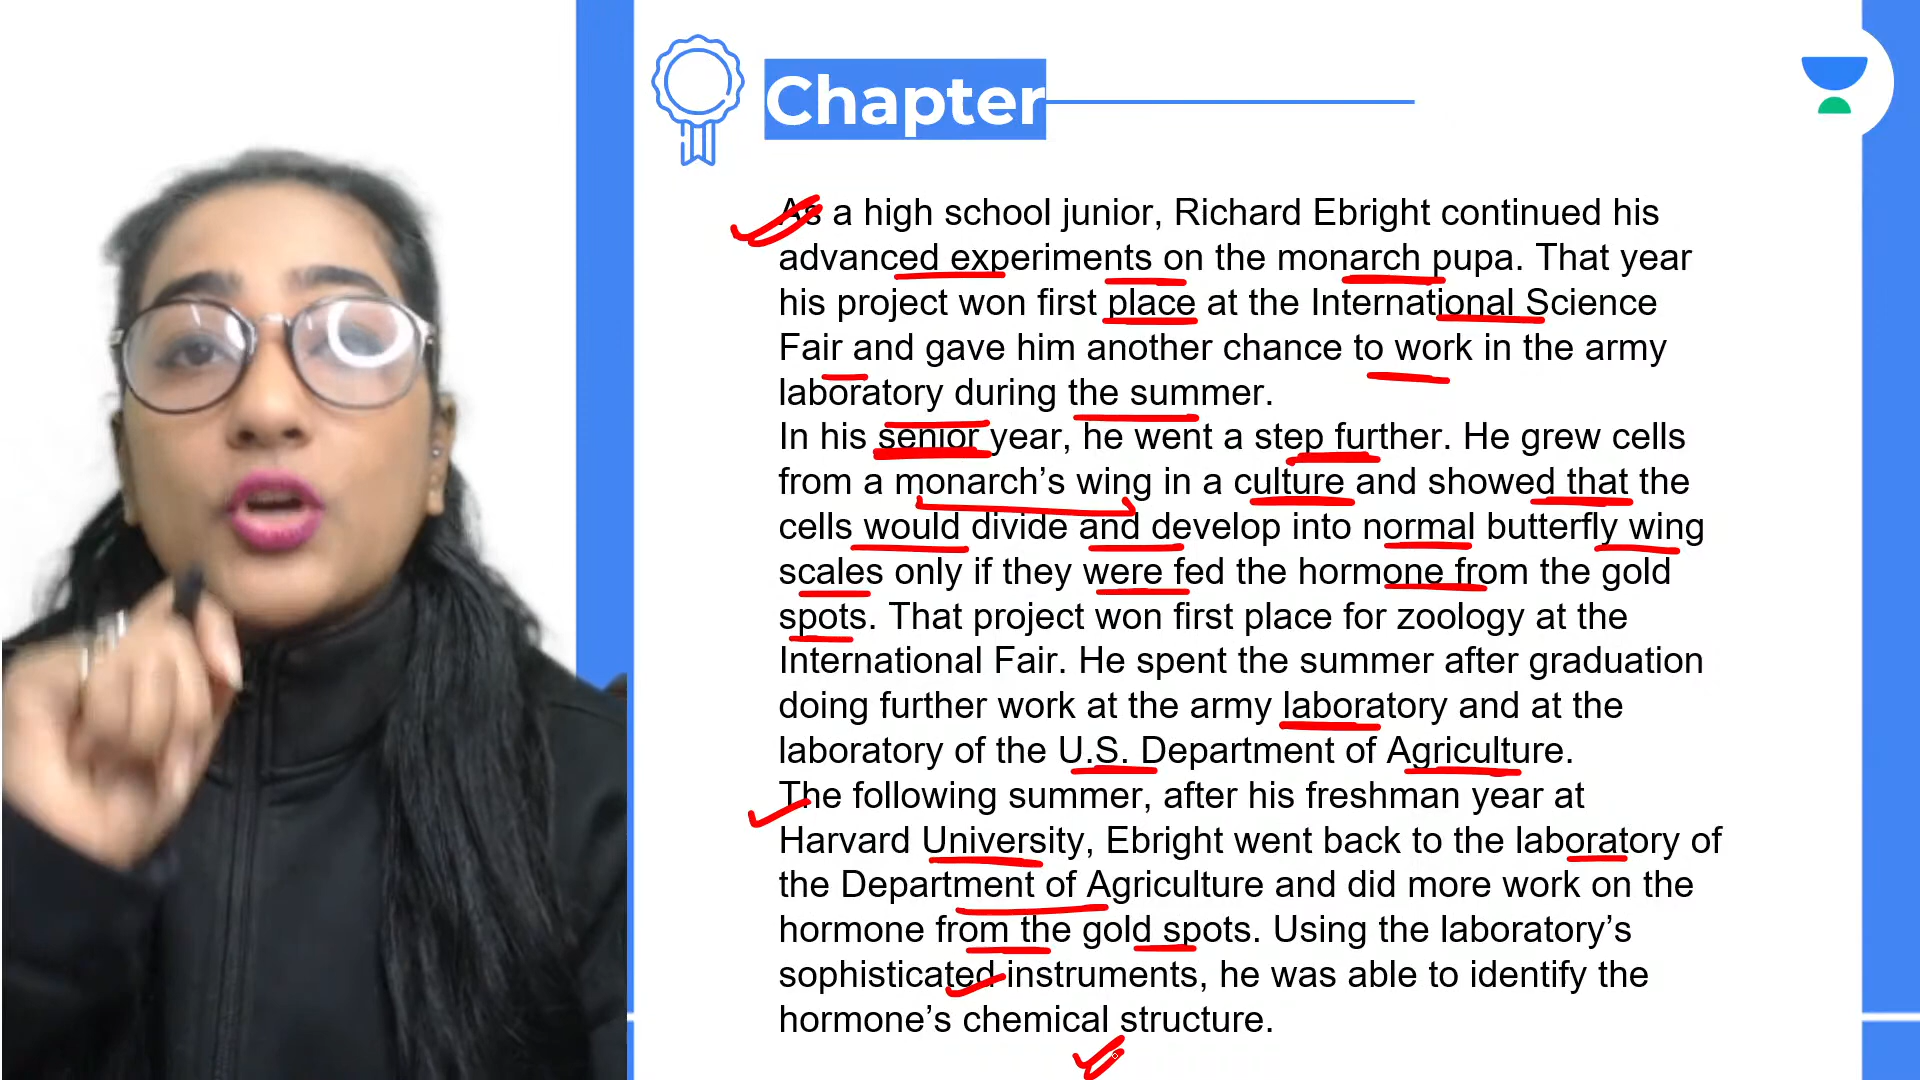 Chapter
As a high school junior, Richard Ebright continued his
advanced experiments on the monarch pupa. That year
his project won first place at the International Science
Fair and gave him another chance to work in the army
laboratory during the summer.
In his senior year, he went a step further. He grew cells
from a monarch’s wing in a culture and showed that the
cells would divide and develop into normal butterfly wing
scales only if they were fed the hormone from the gold
spots. That project won first place for zoology at the
International Fair. He spent the summer after graduation
doing further work at the army laboratory and at the
laboratory of the U.S. Department of Agriculture.
The following summer, after his freshman year at
Harvard University, Ebright went back to the laboratory of
the Department of Agriculture and did more work on the
hormone from the gold spots. Using the laboratory’s
sophisticated instruments, he was able to identify the
hormone’s chemical structure.